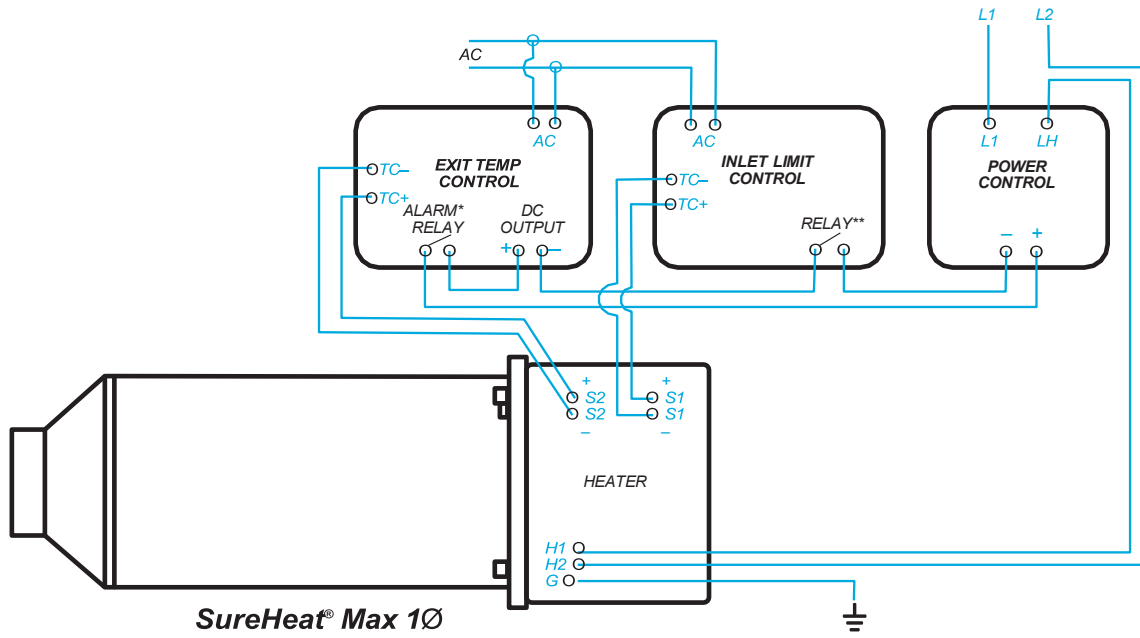 L1 L2
AC
AC
EXIT TEMP
CONTROL
TC–
TC+
ALARM*
RELAY
DC
OUTPUT
+ –
AC
INLET LIMIT
CONTROL
TC–
TC+
RELAY**
L1 LH
POWER
CONTROL
– +
+ +
S2 S1
S2 S1
– –
HEATER
H1
H2
G
SureHeat® Max 1Ø